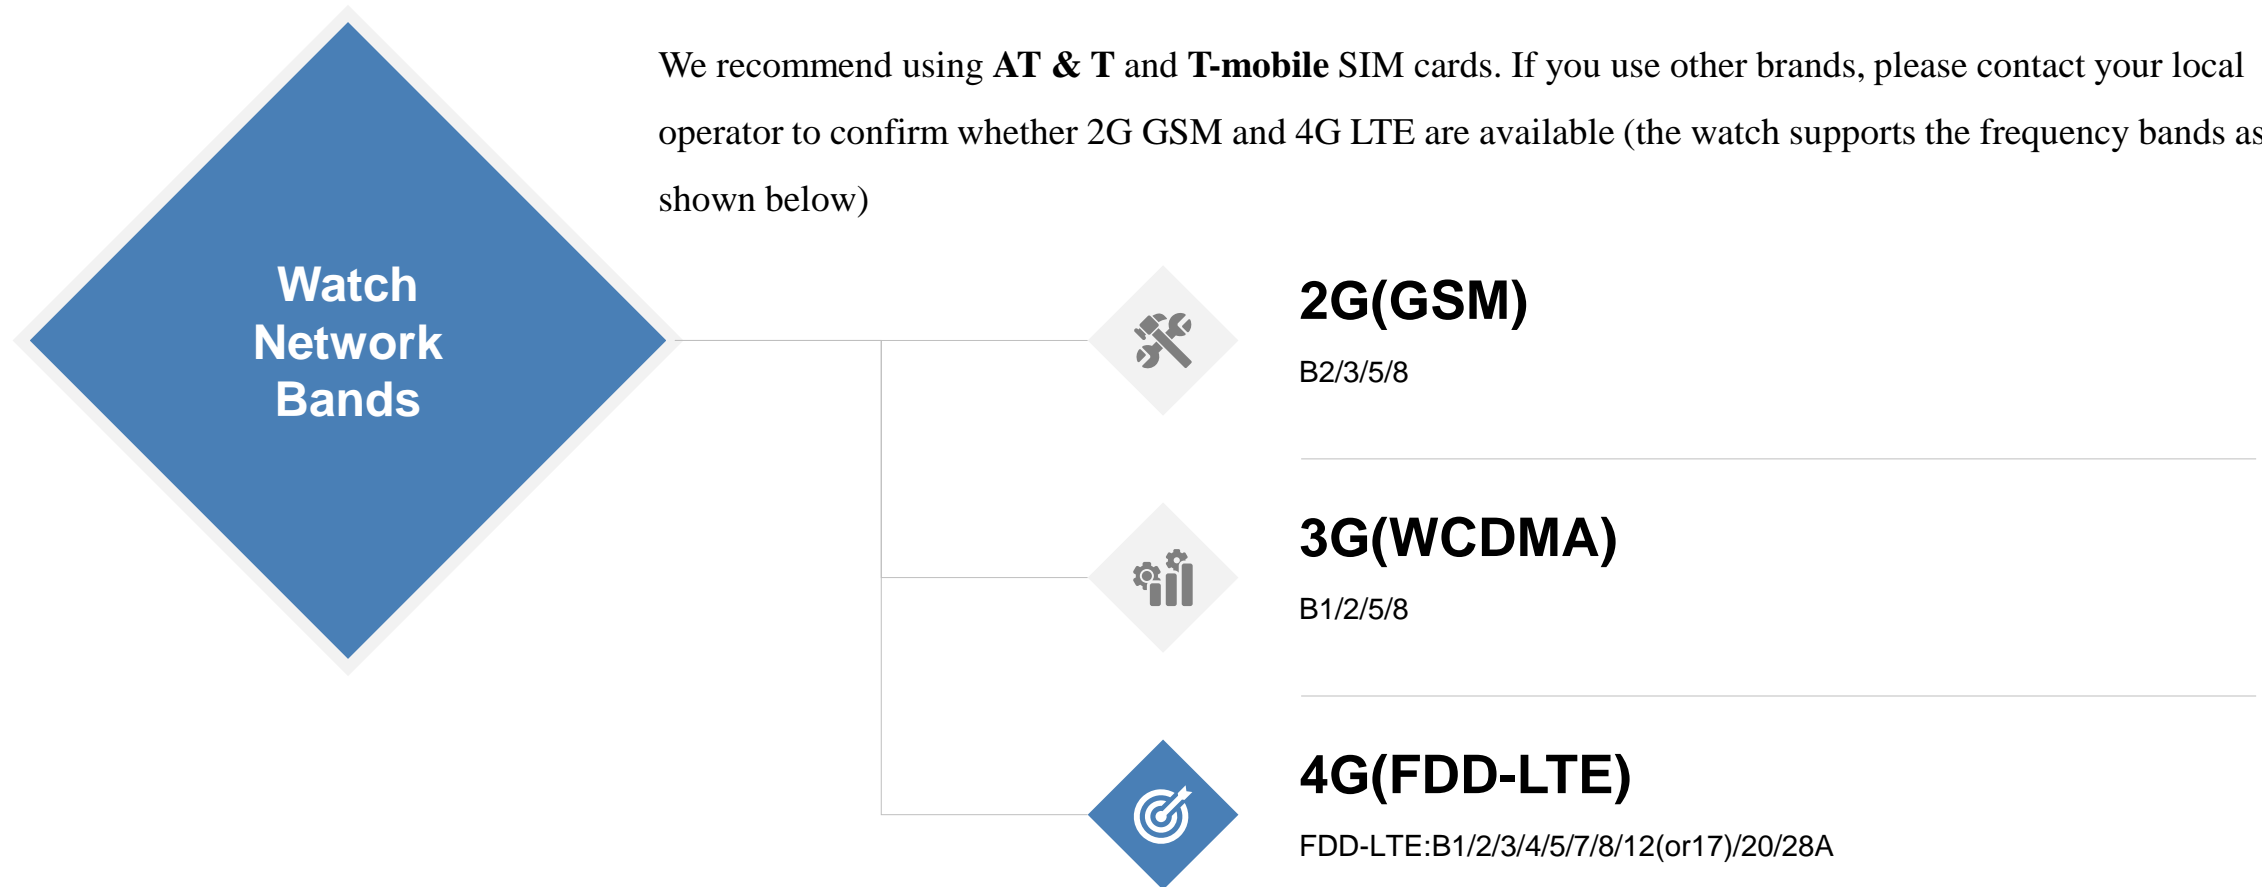 We recommend using AT & T and T-mobile SIM cards. If you use other brands, please contact your local
operator to confirm whether 2G GSM and 4G LTE are available (the watch supports the frequency bands as
shown below)
Watch
Network
Bands
2G(GSM)
B2/3/5/8
3G(WCDMA)
B1/2/5/8
4G(FDD-LTE)
FDD-LTE:B1/2/3/4/5/7/8/12(or17)/20/28A